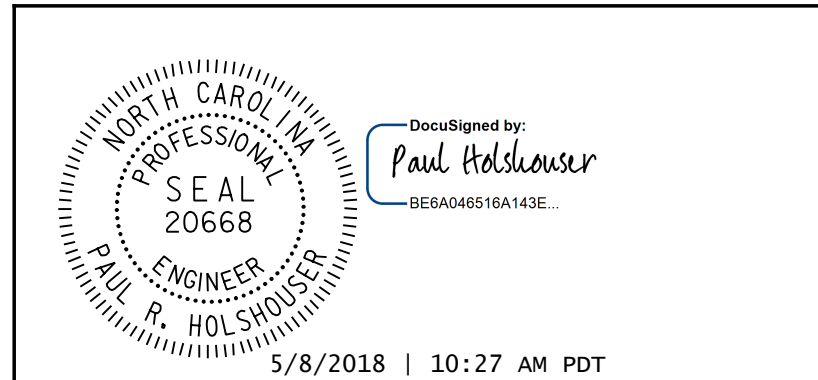 NORTH CAROLINA
PROFESSIONAL
SEAL
20668
ENGINEER
PAUL R. HOLSHOUSER
DocuSigned by:
Paul Holshouser
BE6A046516A143E...
5/8/2018 | 10:27 AM PDT